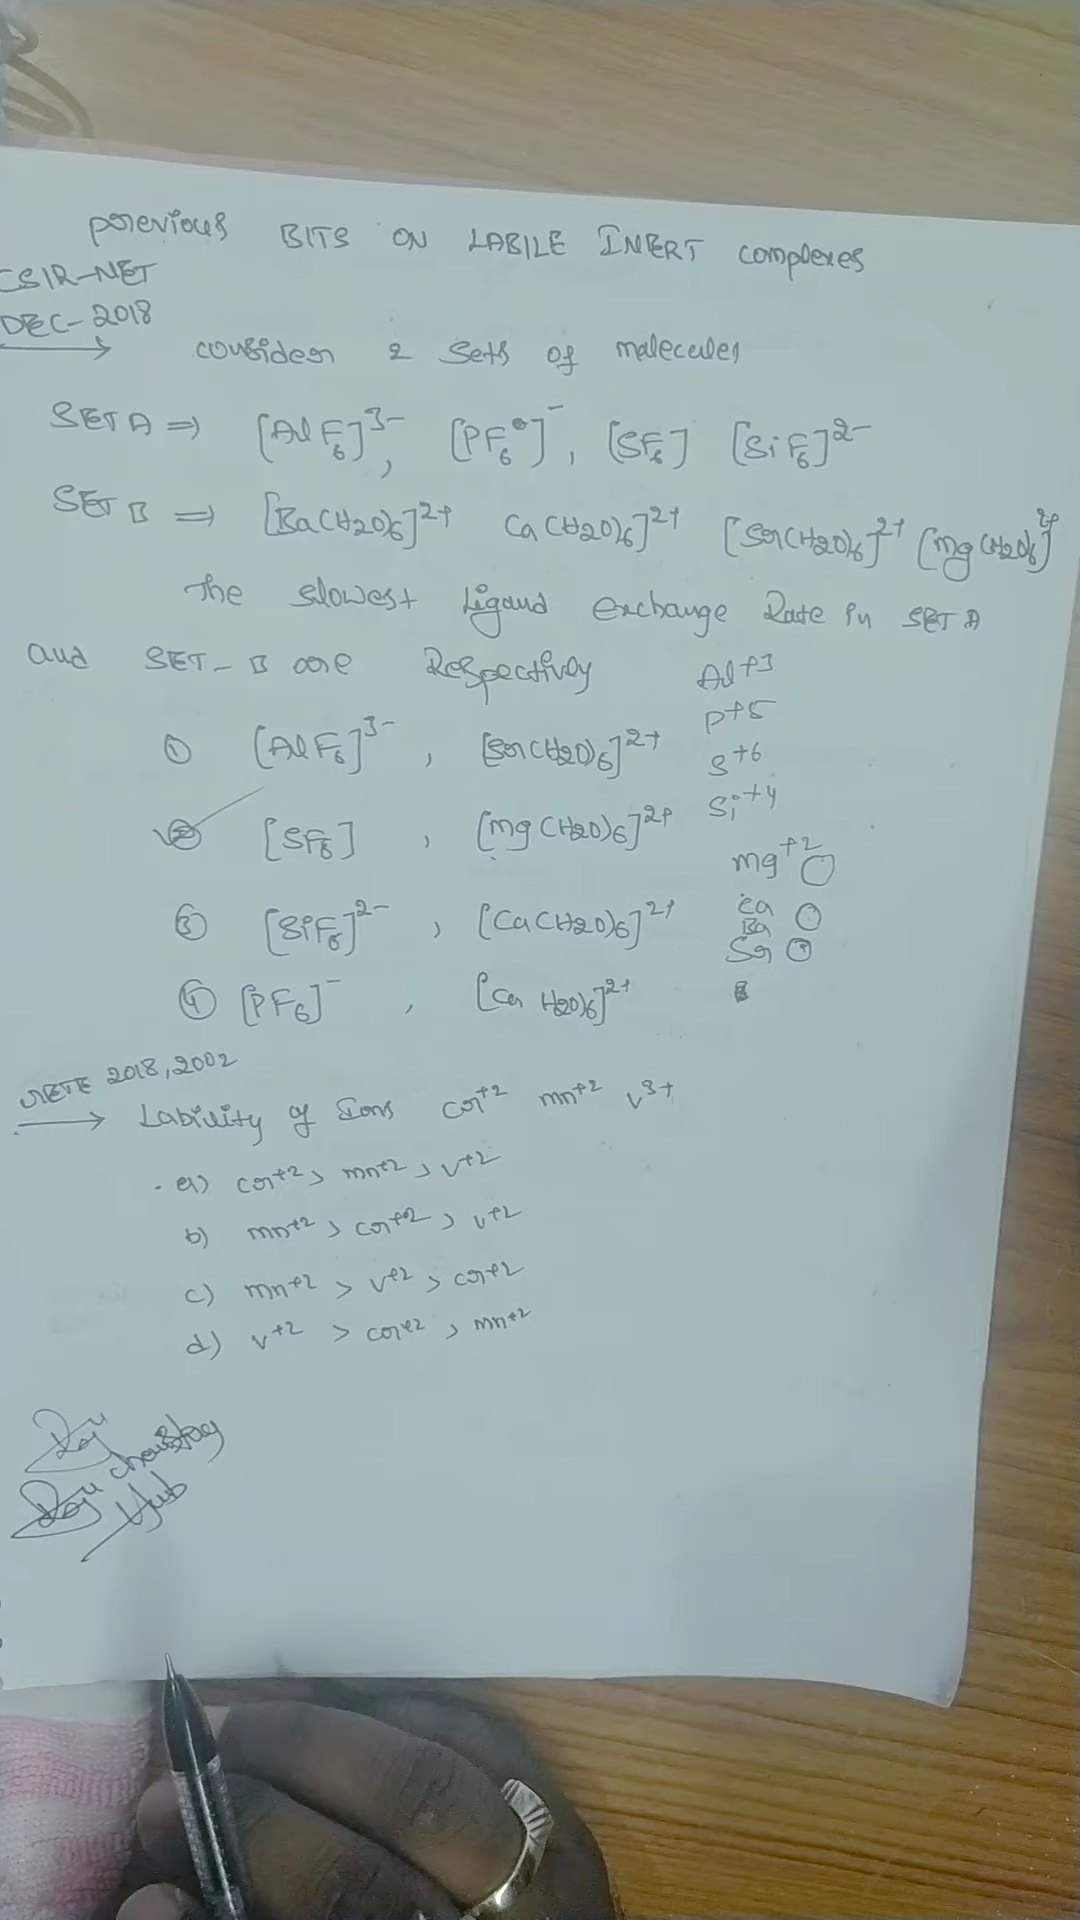 previous BITS ON LABILE INERT complexes
CSIR-NET
DEC-2018
consider 2 sets of malecules
SET A ⇒ [AlF6]3-, [PF6]-, [SF6] [SiF6]2-
SET B ⇒ [Ba(H2O)6]2+ Ca(H2O)6]2+ [Sr(H2O)6]2+ [mg(H2O)6]2+
The slowest Ligand exchange Rate in SET A
and SET-B are Respectively
Al+3
P+5
① [AlF6]3-, [Sr(H2O)6]2+
S+6
Si+4
② [SF6], [mg(H2O)6]2+
mg+2
③ [SiF6]2-, [Ca(H2O)6]2+
Ca
Ba
Sr
④ [PF6]-, [Ca H2O)6]2+
2018, 2002
Lability of Ions Cr+2 mn+2 V3+
a) Cr+2 > mn+2 > V+2
b) mn+2 > Cr+2 > V+2
c) mn+2 > V+2 > Cr+2
d) V+2 > Cr+2 > mn+2
Raju
Raju chemistry
Hub